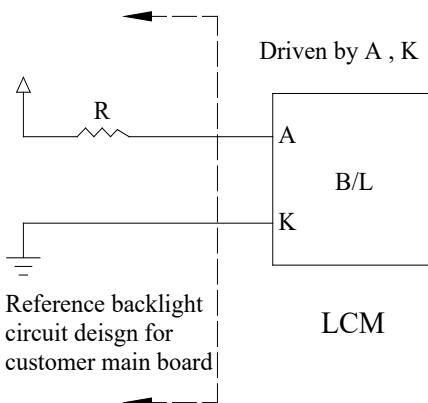 Driven by A , K
R
A
B/L
K
Reference backlight
circuit deisgn for
customer main board
LCM